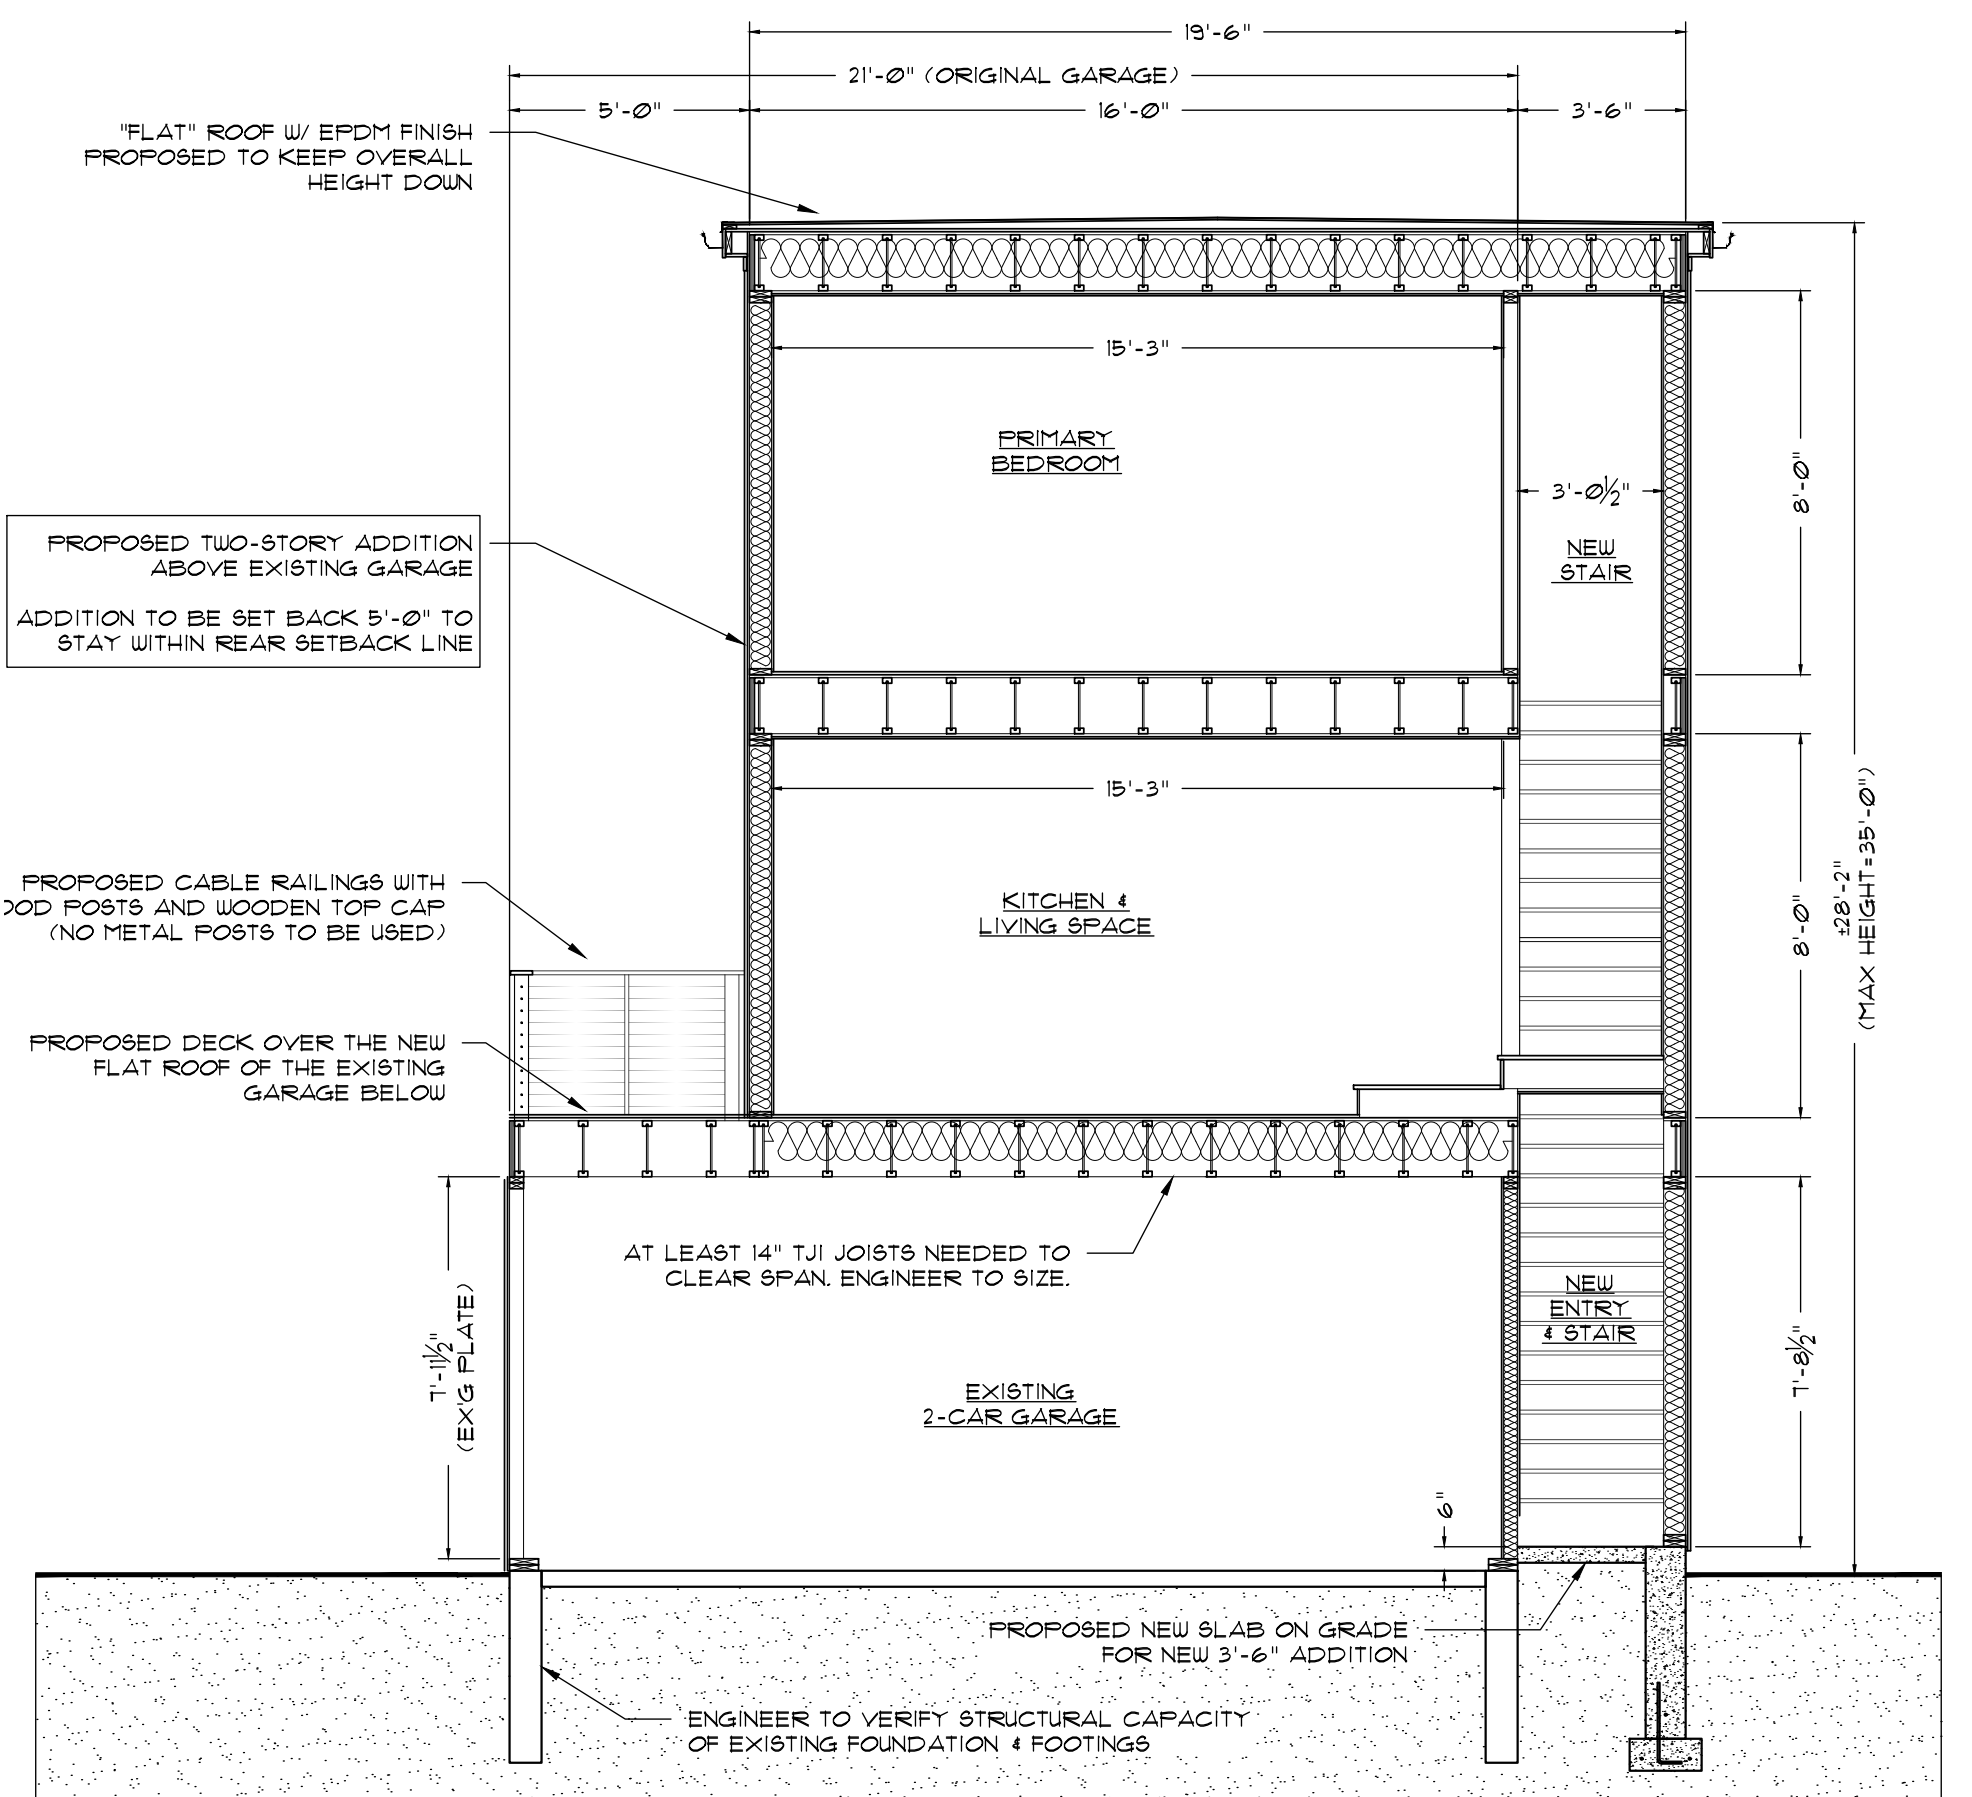 19'-6"
21'-0" (ORIGINAL GARAGE)
5'-0"
16'-0"
3'-6"
"FLAT" ROOF W/ EPDM FINISH
PROPOSED TO KEEP OVERALL
HEIGHT DOWN
15'-3"
PRIMARY
BEDROOM
8'-0"
3'-0½"
NEW
STAIR
PROPOSED TWO-STORY ADDITION
ABOVE EXISTING GARAGE
ADDITION TO BE SET BACK 5'-0" TO
STAY WITHIN REAR SETBACK LINE
15'-3"
KITCHEN &
LIVING SPACE
8'-0"
±28'-2"
(MAX HEIGHT=35'-0")
PROPOSED CABLE RAILINGS WITH
OOD POSTS AND WOODEN TOP CAP
(NO METAL POSTS TO BE USED)
PROPOSED DECK OVER THE NEW
FLAT ROOF OF THE EXISTING
GARAGE BELOW
AT LEAST 14" TJI JOISTS NEEDED TO
CLEAR SPAN. ENGINEER TO SIZE.
NEW
ENTRY
& STAIR
7'-11½"
(EX'G PLATE)
7'-8½"
EXISTING
2-CAR GARAGE
6"
PROPOSED NEW SLAB ON GRADE
FOR NEW 3'-6" ADDITION
ENGINEER TO VERIFY STRUCTURAL CAPACITY
OF EXISTING FOUNDATION & FOOTINGS